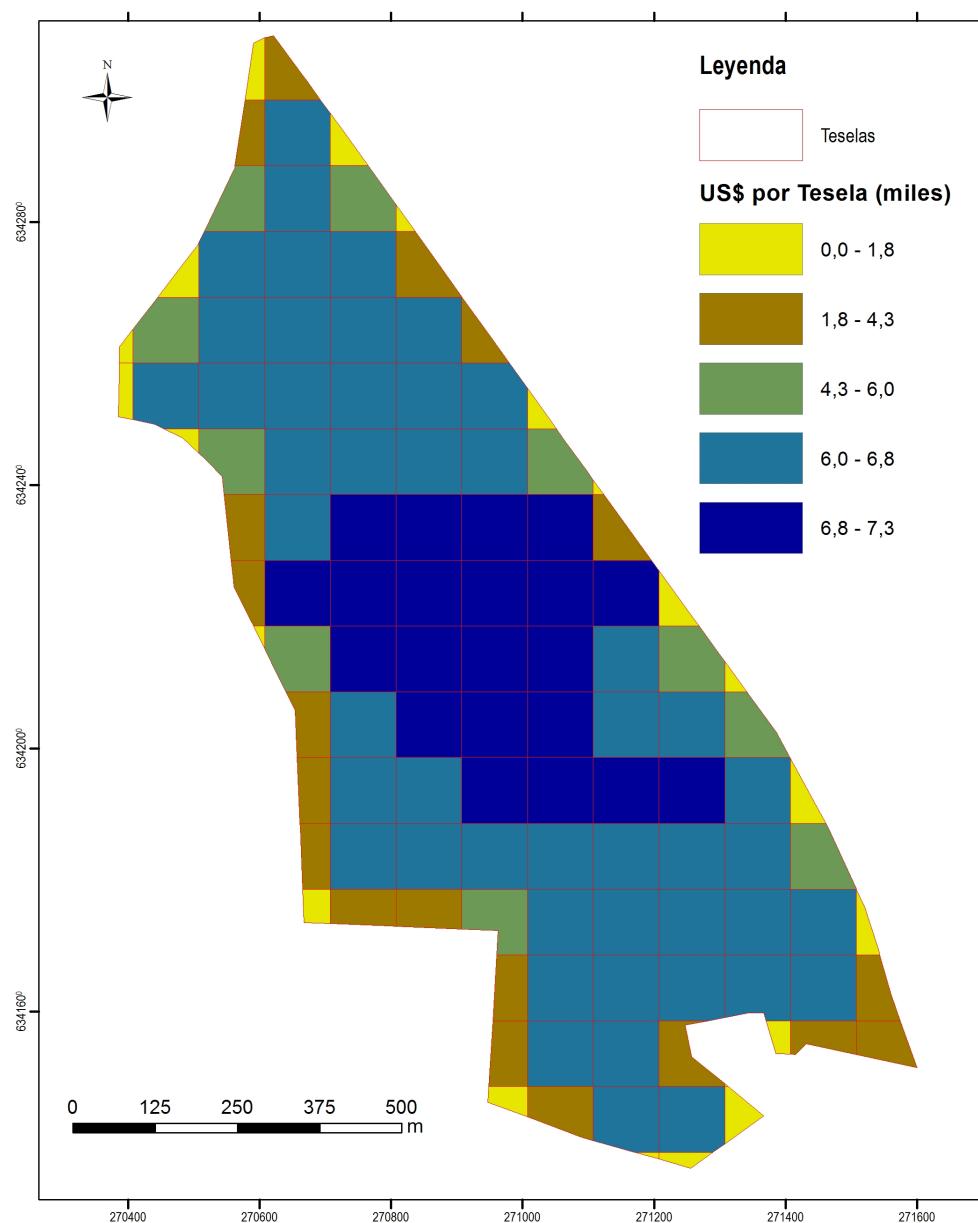 N
Leyenda
Teselas
US$ por Tesela (miles)
0,0 - 1,8
1,8 - 4,3
4,3 - 6,0
6,0 - 6,8
6,8 - 7,3
6342800
6342400
6342000
6341600
0 125 250 375 500
m
270400 270600 270800 271000 271200 271400 271600